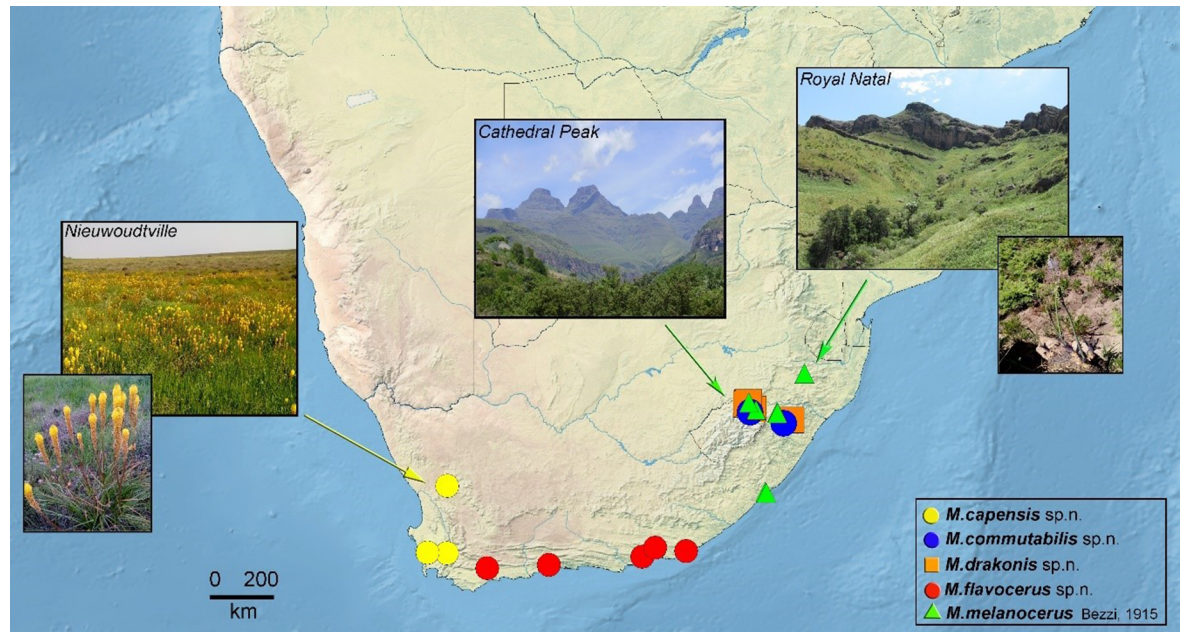 Royal Natal
Cathedral Peak
Nieuwoudtville
M.capensis sp.n.
M.commutabilis sp.n.
M.drakonis sp.n.
M.flavocerus sp.n.
M.melanocerus Bezzi, 1915
0 200
km